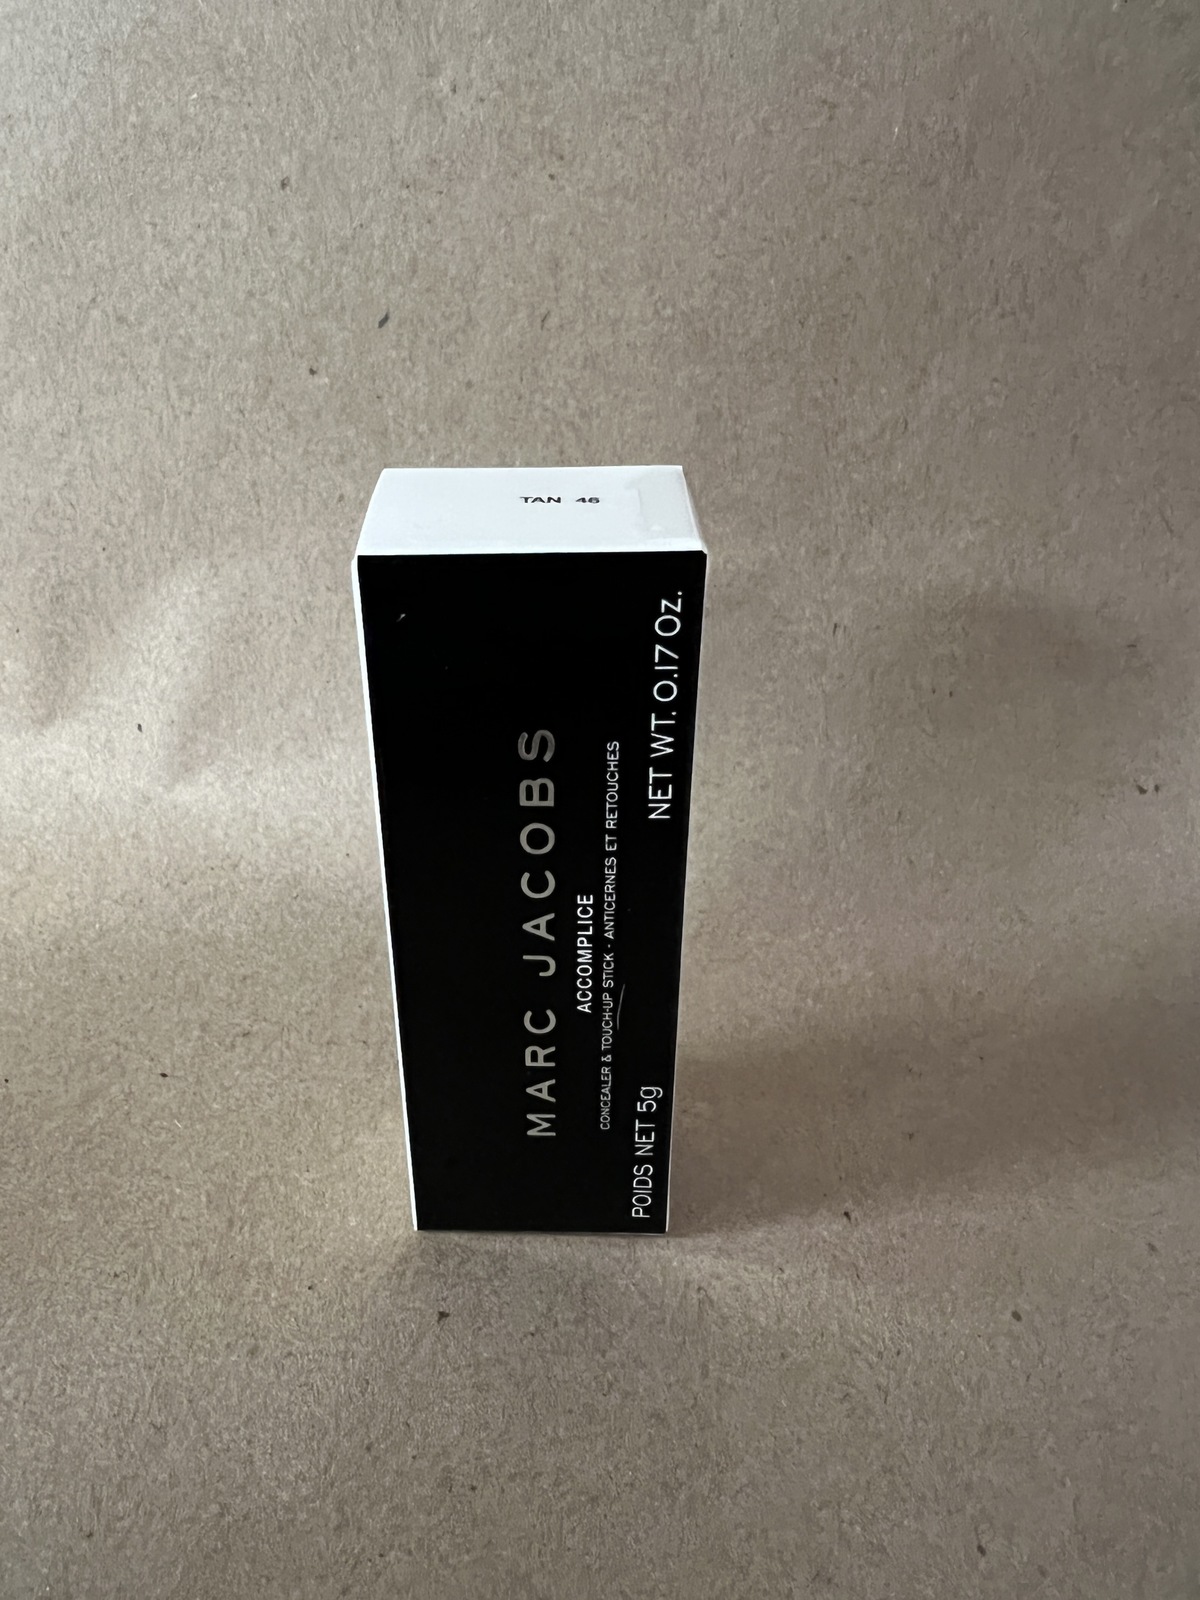 TAN 46
MARC JACOBS
ACCOMPLICE
CONCEALER & TOUCH-UP STICK · ANTICERNES ET RETOUCHES
POIDS NET 5g NET WT. 0.17 Oz.